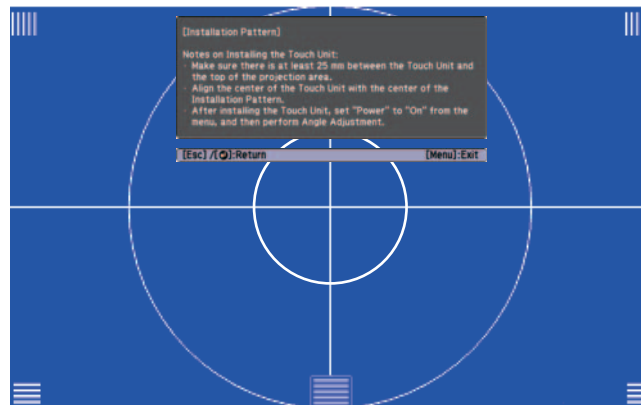 [Installation Pattern]
Notes on Installing the Touch Unit:
· Make sure there is at least 25 mm between the Touch Unit and
the top of the projection area.
· Align the center of the Touch Unit with the center of the
Installation Pattern.
· After installing the Touch Unit, set "Power" to "On" from the
menu, and then perform Angle Adjustment.
[Esc] /[⏎]:Return [Menu]:Exit